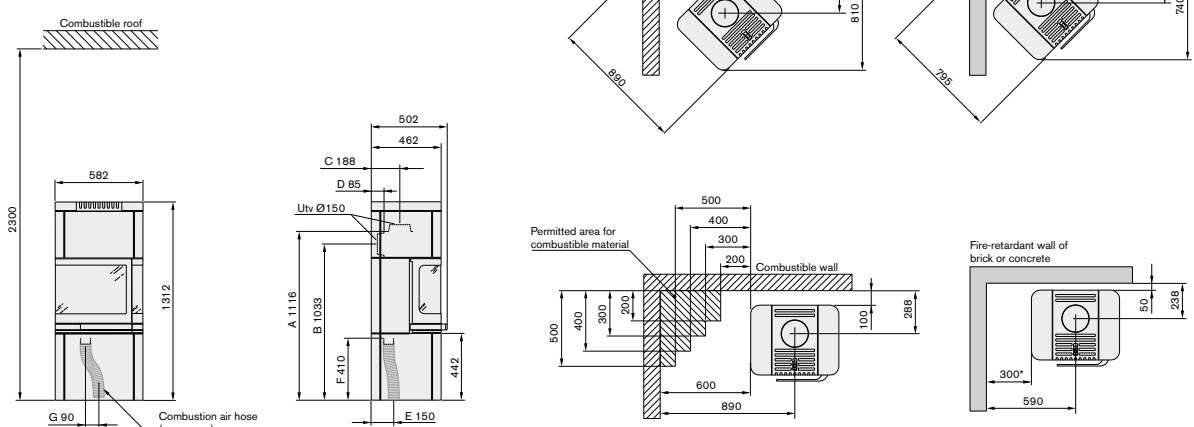 Combustible roof
2300
582
1312
G 90
Combustion air hose
502
462
C 188
D 85
Utv Ø150
A 1116
B 1033
F 410
442
E 150
890
810
795
740
Permitted area for
combustible material
500
400
300
200
Combustible wall
500
400
300
200
100
288
600
890
Fire-retardant wall of
brick or concrete
50
238
300*
590